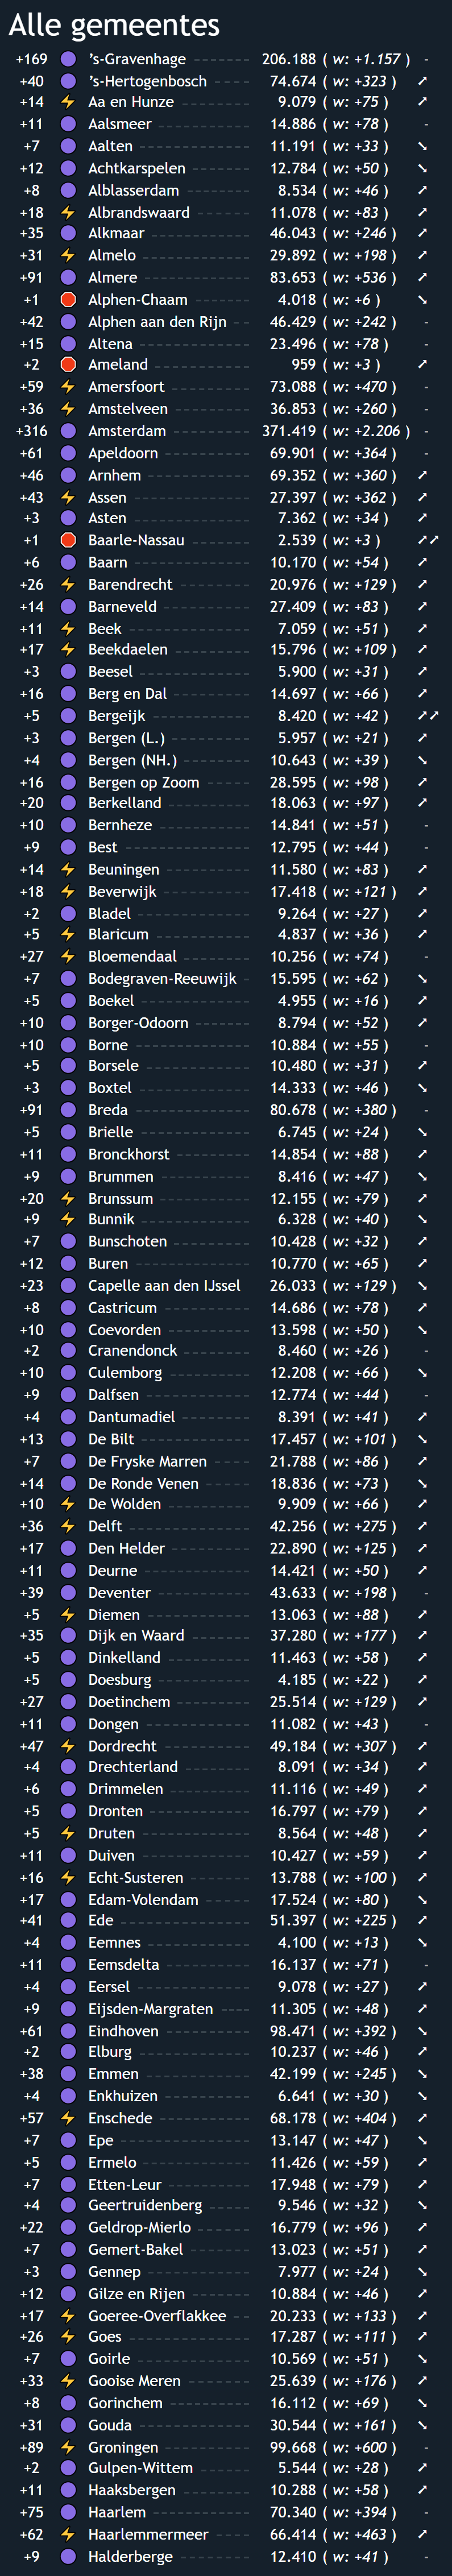 Alle gemeentes
+169 ’s-Gravenhage 206.188 ( w: +1.157 ) -
+40 ’s-Hertogenbosch 74.674 ( w: +323 ) ➚
+14 ⚡ Aa en Hunze 9.079 ( w: +75 ) ➚
+11 Aalsmeer 14.886 ( w: +78 ) -
+7 Aalten 11.191 ( w: +33 ) ➘
+12 Achtkarspelen 12.784 ( w: +50 ) ➘
+8 Alblasserdam 8.534 ( w: +46 ) ➚
+18 ⚡ Albrandswaard 11.078 ( w: +83 ) ➚
+35 Alkmaar 46.043 ( w: +246 ) ➚
+31 ⚡ Almelo 29.892 ( w: +198 ) ➚
+91 Almere 83.653 ( w: +536 ) ➚
+1 Alphen-Chaam 4.018 ( w: +6 ) ➘
+42 Alphen aan den Rijn 46.429 ( w: +242 ) -
+15 Altena 23.496 ( w: +78 ) -
+2 Ameland 959 ( w: +3 ) ➚
+59 ⚡ Amersfoort 73.088 ( w: +470 ) -
+36 ⚡ Amstelveen 36.853 ( w: +260 ) -
+316 Amsterdam 371.419 ( w: +2.206 ) -
+61 Apeldoorn 69.901 ( w: +364 ) -
+46 Arnhem 69.352 ( w: +360 ) ➚
+43 ⚡ Assen 27.397 ( w: +362 ) ➚
+3 Asten 7.362 ( w: +34 ) ➚
+1 Baarle-Nassau 2.539 ( w: +3 ) ➚➚
+6 Baarn 10.170 ( w: +54 ) ➚
+26 ⚡ Barendrecht 20.976 ( w: +129 ) ➚
+14 Barneveld 27.409 ( w: +83 ) ➚
+11 ⚡ Beek 7.059 ( w: +51 ) ➚
+17 ⚡ Beekdaelen 15.796 ( w: +109 ) ➚
+3 Beesel 5.900 ( w: +31 ) ➚
+16 Berg en Dal 14.697 ( w: +66 ) ➚
+5 Bergeijk 8.420 ( w: +42 ) ➚➚
+3 Bergen (L.) 5.957 ( w: +21 ) ➚
+4 Bergen (NH.) 10.643 ( w: +39 ) ➘
+16 Bergen op Zoom 28.595 ( w: +98 ) ➚
+20 Berkelland 18.063 ( w: +97 ) ➚
+10 Bernheze 14.841 ( w: +51 ) -
+9 Best 12.795 ( w: +44 ) -
+14 ⚡ Beuningen 11.580 ( w: +83 ) ➚
+18 ⚡ Beverwijk 17.418 ( w: +121 ) ➚
+2 Bladel 9.264 ( w: +27 ) ➚
+5 ⚡ Blaricum 4.837 ( w: +36 ) ➚
+27 ⚡ Bloemendaal 10.256 ( w: +74 ) -
+7 Bodegraven-Reeuwijk 15.595 ( w: +62 ) ➘
+5 Boekel 4.955 ( w: +16 ) ➚
+10 Borger-Odoorn 8.794 ( w: +52 ) ➚
+10 Borne 10.884 ( w: +55 ) -
+5 Borsele 10.480 ( w: +31 ) ➚
+3 Boxtel 14.333 ( w: +46 ) ➘
+91 Breda 80.678 ( w: +380 ) -
+5 Brielle 6.745 ( w: +24 ) ➘
+11 Bronckhorst 14.854 ( w: +88 ) ➚
+9 Brummen 8.416 ( w: +47 ) ➘
+20 ⚡ Brunssum 12.155 ( w: +79 ) ➚
+9 ⚡ Bunnik 6.328 ( w: +40 ) ➘
+7 Bunschoten 10.428 ( w: +32 ) ➚
+12 Buren 10.770 ( w: +65 ) ➚
+23 Capelle aan den IJssel 26.033 ( w: +129 ) ➘
+8 Castricum 14.686 ( w: +78 ) ➚
+10 Coevorden 13.598 ( w: +50 ) ➘
+2 Cranendonck 8.460 ( w: +26 ) -
+10 Culemborg 12.208 ( w: +66 ) ➘
+9 Dalfsen 12.774 ( w: +44 ) -
+4 Dantumadiel 8.391 ( w: +41 ) ➚
+13 De Bilt 17.457 ( w: +101 ) ➘
+7 De Fryske Marren 21.788 ( w: +86 ) ➚
+14 De Ronde Venen 18.836 ( w: +73 ) ➘
+10 ⚡ De Wolden 9.909 ( w: +66 ) ➚
+36 ⚡ Delft 42.256 ( w: +275 ) ➚
+17 Den Helder 22.890 ( w: +125 ) ➚
+11 Deurne 14.421 ( w: +50 ) ➚
+39 Deventer 43.633 ( w: +198 ) -
+5 ⚡ Diemen 13.063 ( w: +88 ) ➚
+35 Dijk en Waard 37.280 ( w: +177 ) ➚
+5 Dinkelland 11.463 ( w: +58 ) ➚
+5 Doesburg 4.185 ( w: +22 ) ➚
+27 Doetinchem 25.514 ( w: +129 ) ➚
+11 Dongen 11.082 ( w: +43 ) -
+47 ⚡ Dordrecht 49.184 ( w: +307 ) ➚
+4 Drechterland 8.091 ( w: +34 ) ➚
+6 Drimmelen 11.116 ( w: +49 ) ➚
+5 Dronten 16.797 ( w: +79 ) ➚
+5 ⚡ Druten 8.564 ( w: +48 ) ➚
+11 Duiven 10.427 ( w: +59 ) ➚
+16 ⚡ Echt-Susteren 13.788 ( w: +100 ) ➚
+17 Edam-Volendam 17.524 ( w: +80 ) ➘
+41 Ede 51.397 ( w: +225 ) ➚
+4 Eemnes 4.100 ( w: +13 ) ➘
+11 Eemsdelta 16.137 ( w: +71 ) -
+4 Eersel 9.078 ( w: +27 ) ➚
+9 Eijsden-Margraten 11.305 ( w: +48 ) ➚
+61 Eindhoven 98.471 ( w: +392 ) ➘
+2 Elburg 10.237 ( w: +46 ) ➚
+38 Emmen 42.199 ( w: +245 ) ➘
+4 Enkhuizen 6.641 ( w: +30 ) ➘
+57 ⚡ Enschede 68.178 ( w: +404 ) ➚
+7 Epe 13.147 ( w: +47 ) ➘
+5 Ermelo 11.426 ( w: +59 ) ➚
+7 Etten-Leur 17.948 ( w: +79 ) ➚
+4 Geertruidenberg 9.546 ( w: +32 ) ➘
+22 Geldrop-Mierlo 16.779 ( w: +96 ) ➚
+7 Gemert-Bakel 13.023 ( w: +51 ) ➚
+3 Gennep 7.977 ( w: +24 ) ➘
+12 Gilze en Rijen 10.884 ( w: +46 ) ➚
+17 ⚡ Goeree-Overflakkee 20.233 ( w: +133 ) ➚
+26 ⚡ Goes 17.287 ( w: +111 ) ➚
+7 Goirle 10.569 ( w: +51 ) ➘
+33 ⚡ Gooise Meren 25.639 ( w: +176 ) ➚
+8 Gorinchem 16.112 ( w: +69 ) ➘
+31 Gouda 30.544 ( w: +161 ) ➘
+89 ⚡ Groningen 99.668 ( w: +600 ) -
+2 Gulpen-Wittem 5.544 ( w: +28 ) ➚
+11 Haaksbergen 10.288 ( w: +58 ) ➚
+75 Haarlem 70.340 ( w: +394 ) -
+62 ⚡ Haarlemmermeer 66.414 ( w: +463 ) ➚
+9 Halderberge 12.410 ( w: +41 ) -